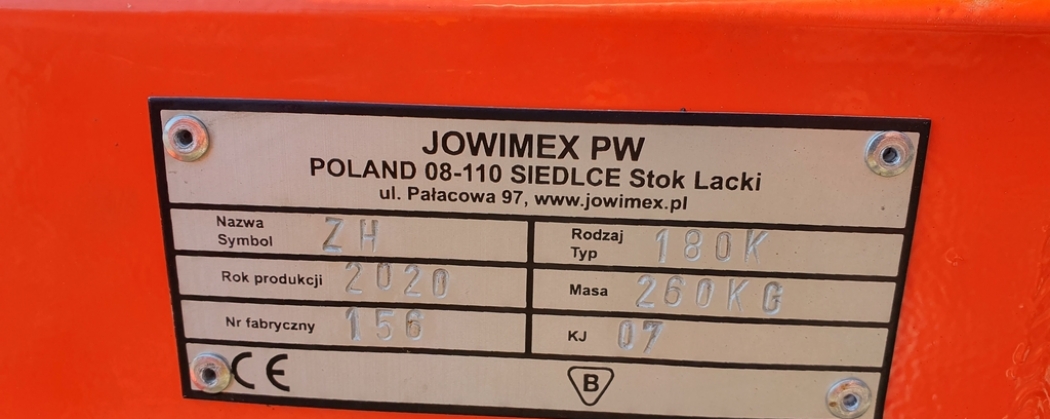 JOWIMEX PW
POLAND 08-110 SIEDLCE Stok Lacki
ul. Pałacowa 97, www.jowimex.pl
Nazwa
Symbol ZH
Rodzaj
Typ 180K
Rok produkcji 2020
Masa 260KG
Nr fabryczny 156
KJ 07
CE
B